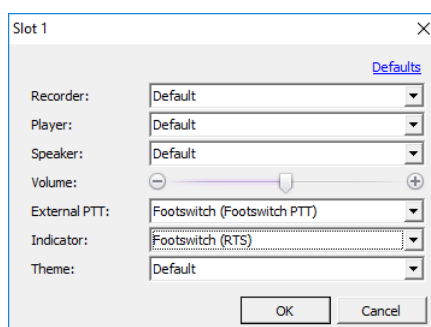 Slot 1
Defaults
Recorder: Default
Player: Default
Speaker: Default
Volume:
External PTT: Footswitch (Footswitch PTT)
Indicator: Footswitch (RTS)
Theme: Default
OK Cancel